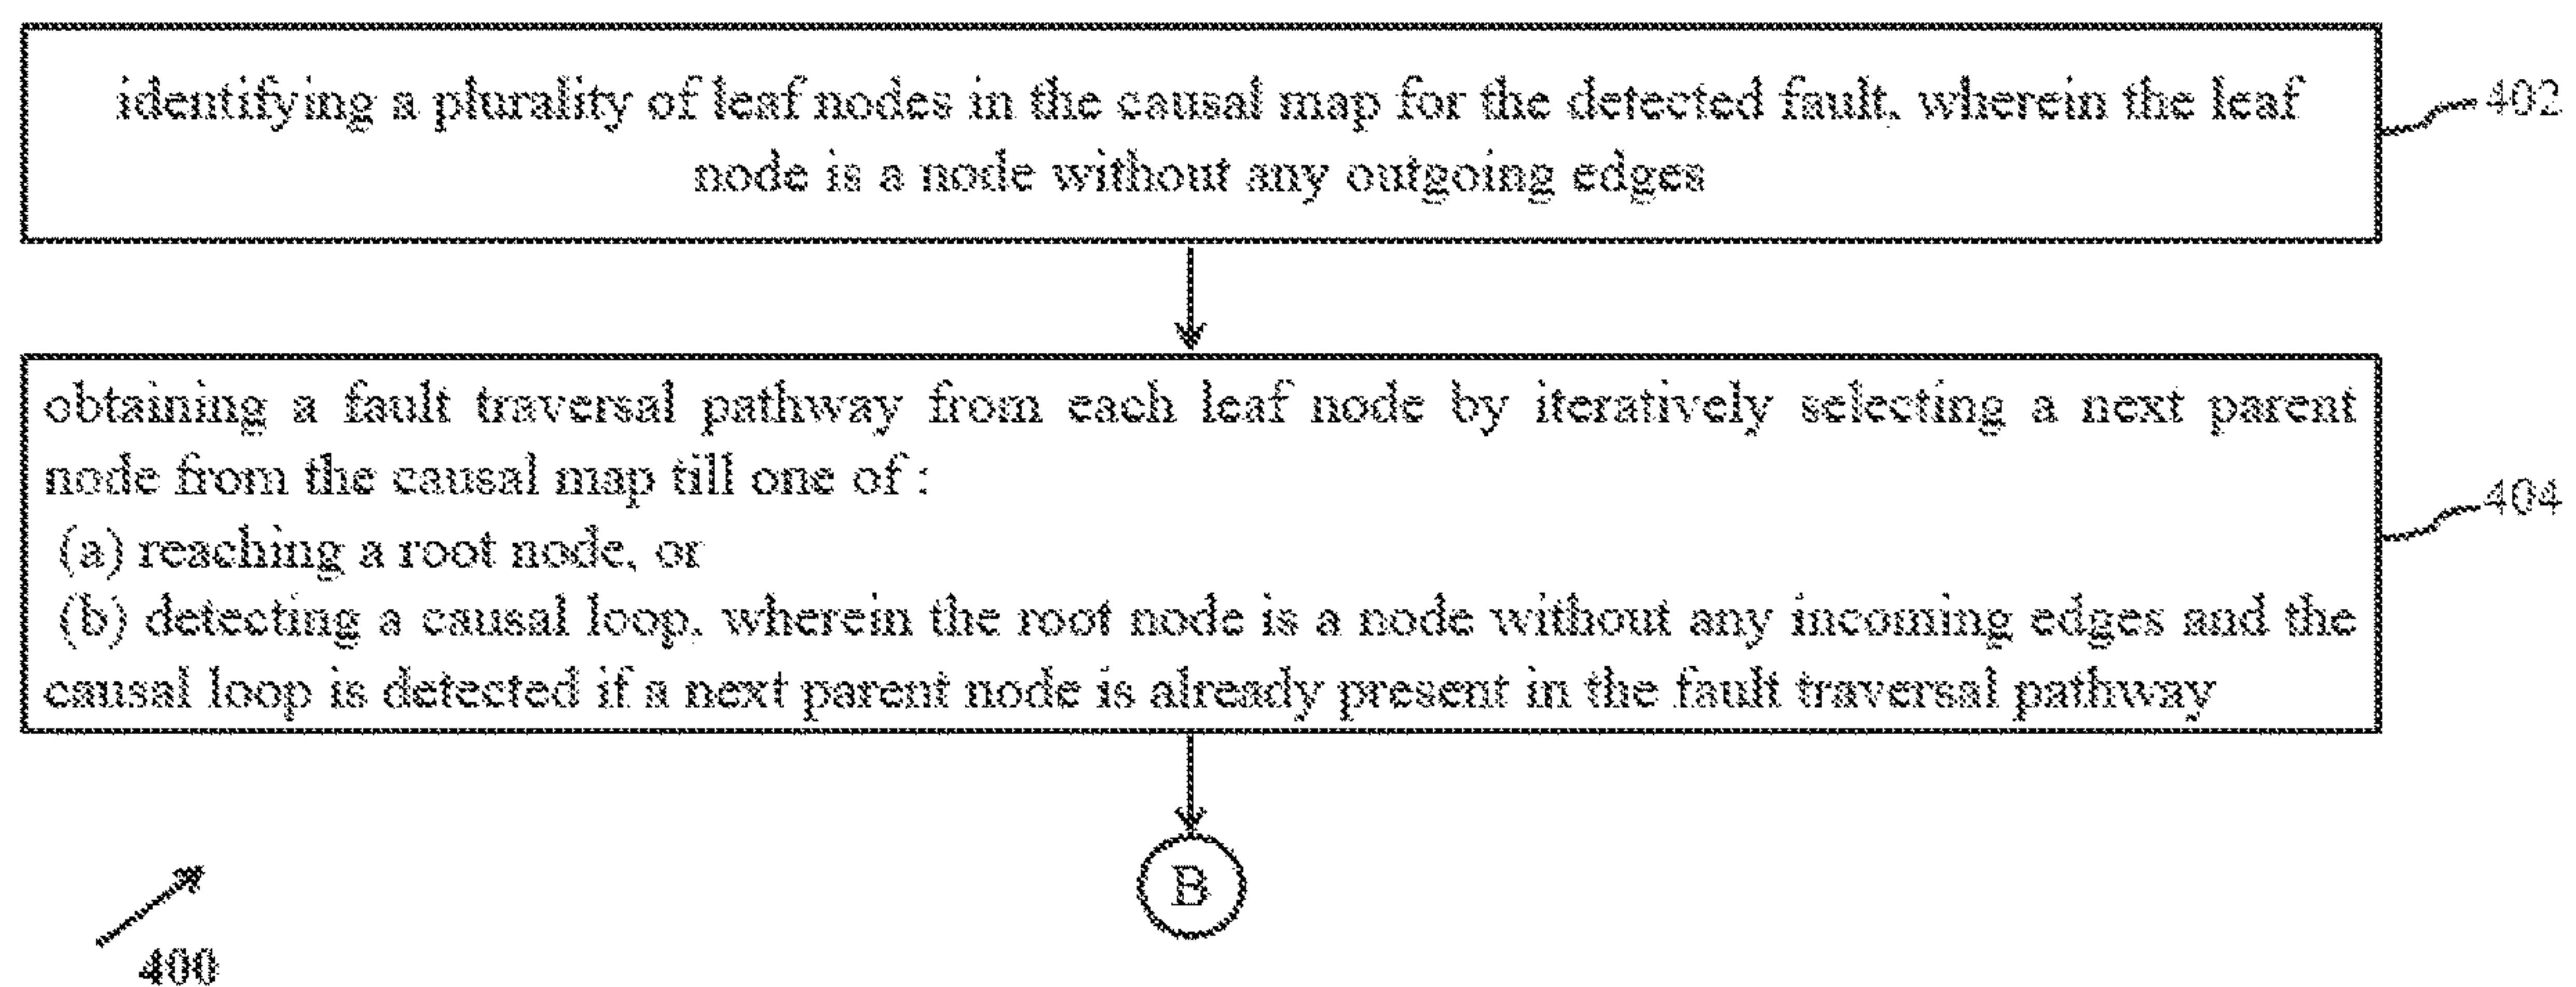 identifying a plurality of leaf nodes in the causal map for the detected fault, wherein the leaf
node is a node without any outgoing edges
402
obtaining a fault traversal pathway from each leaf node by iteratively selecting a next parent
node from the causal map till one of :
(a) reaching a root node, or
(b) detecting a causal loop, wherein the root node is a node without any incoming edges and the
causal loop is detected if a next parent node is already present in the fault traversal pathway
404
B
400